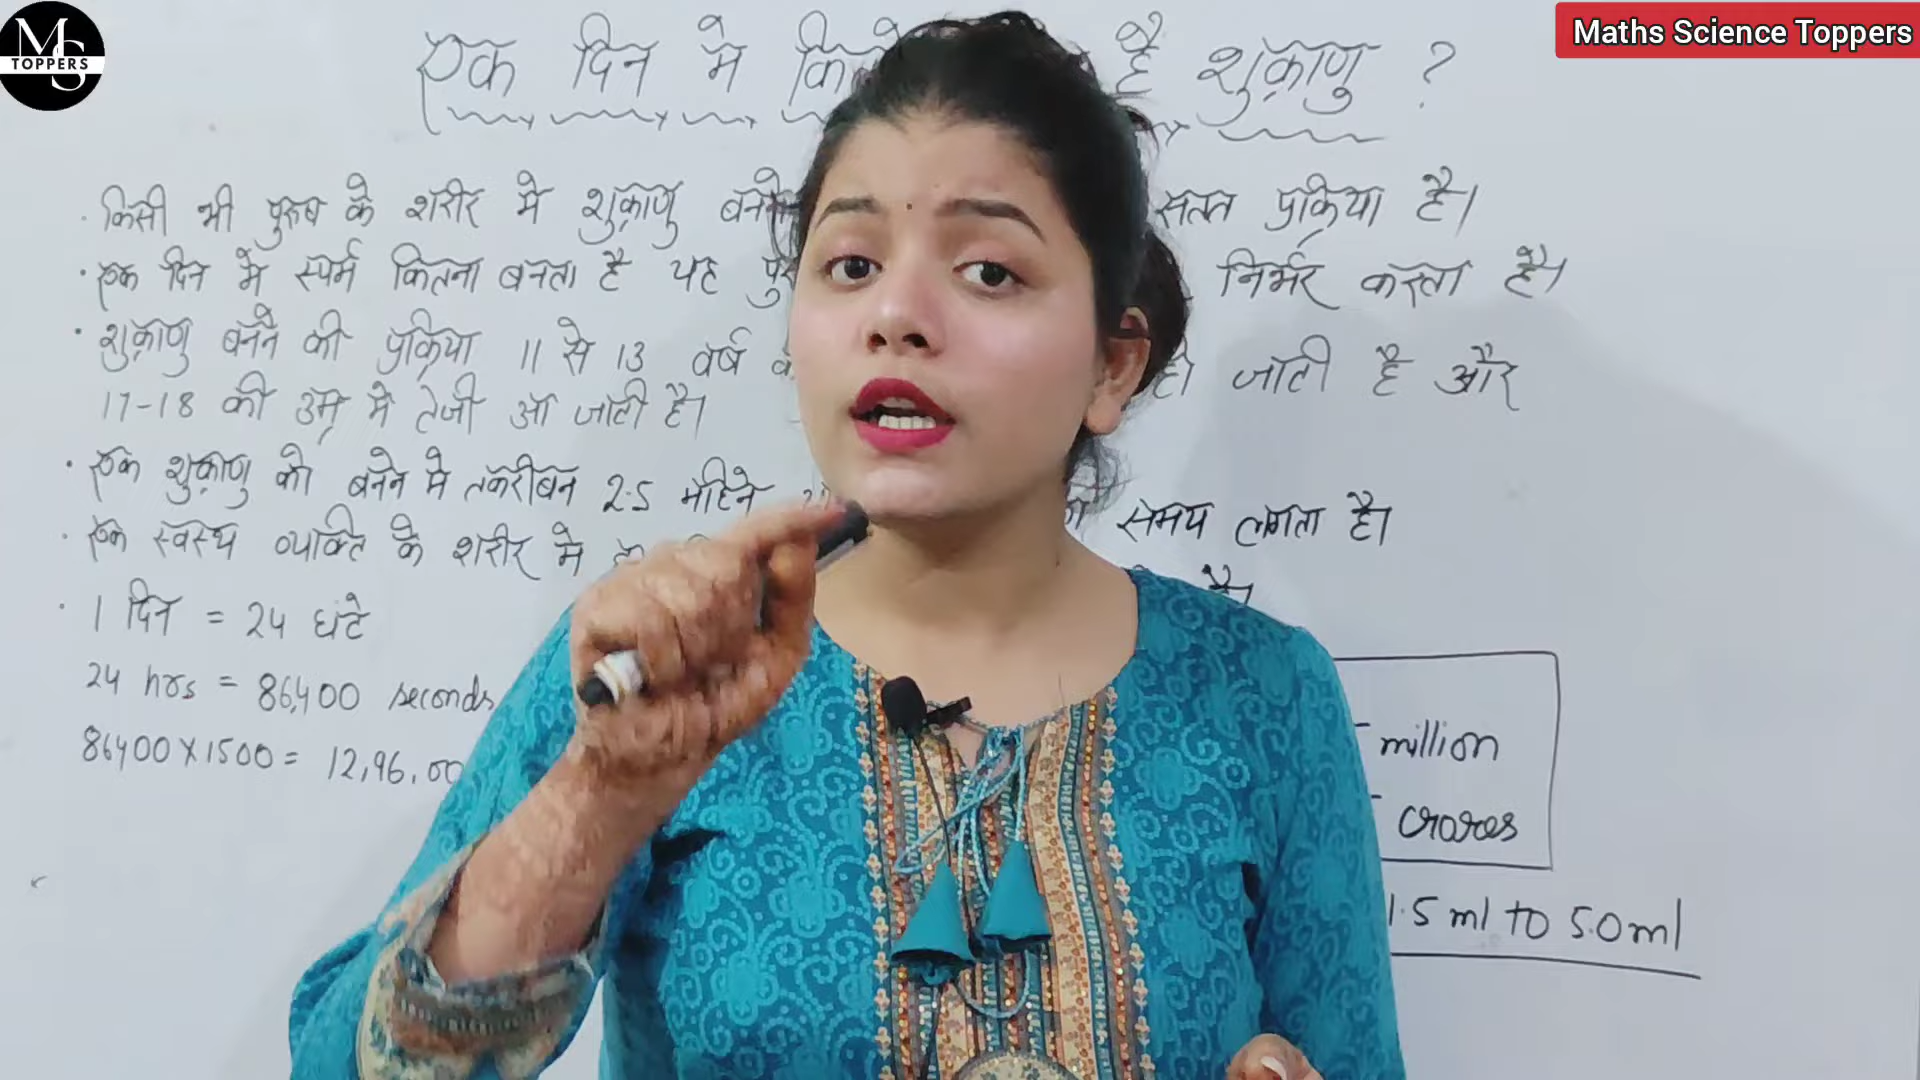 MS
TOPPERS
Maths Science Toppers
एक दिन मे है शुक्राणु ?
• किसी भी पुरुष के शरीर मे शुक्राणु सतत प्रक्रिया है।
• एक दिन मे स्पर्म कितना बनता है यह निर्भर करता है।
• शुक्राणु बनने की प्रक्रिया 11 से 13 वर्ष हो जाती है और
17-18 की उम्र मे तेजी आ जाती है।
• एक शुक्राणु को बनने मे तकरीबन 2.5 महिने समय लगता है।
• एक स्वस्थ व्यक्ति के शरीर मे है।
• 1 दिन = 24 घंटे
24 hrs = 86,400 seconds
86400 X 1500 = 12,96,00
million
crores
1.5 ml to 5.0 ml